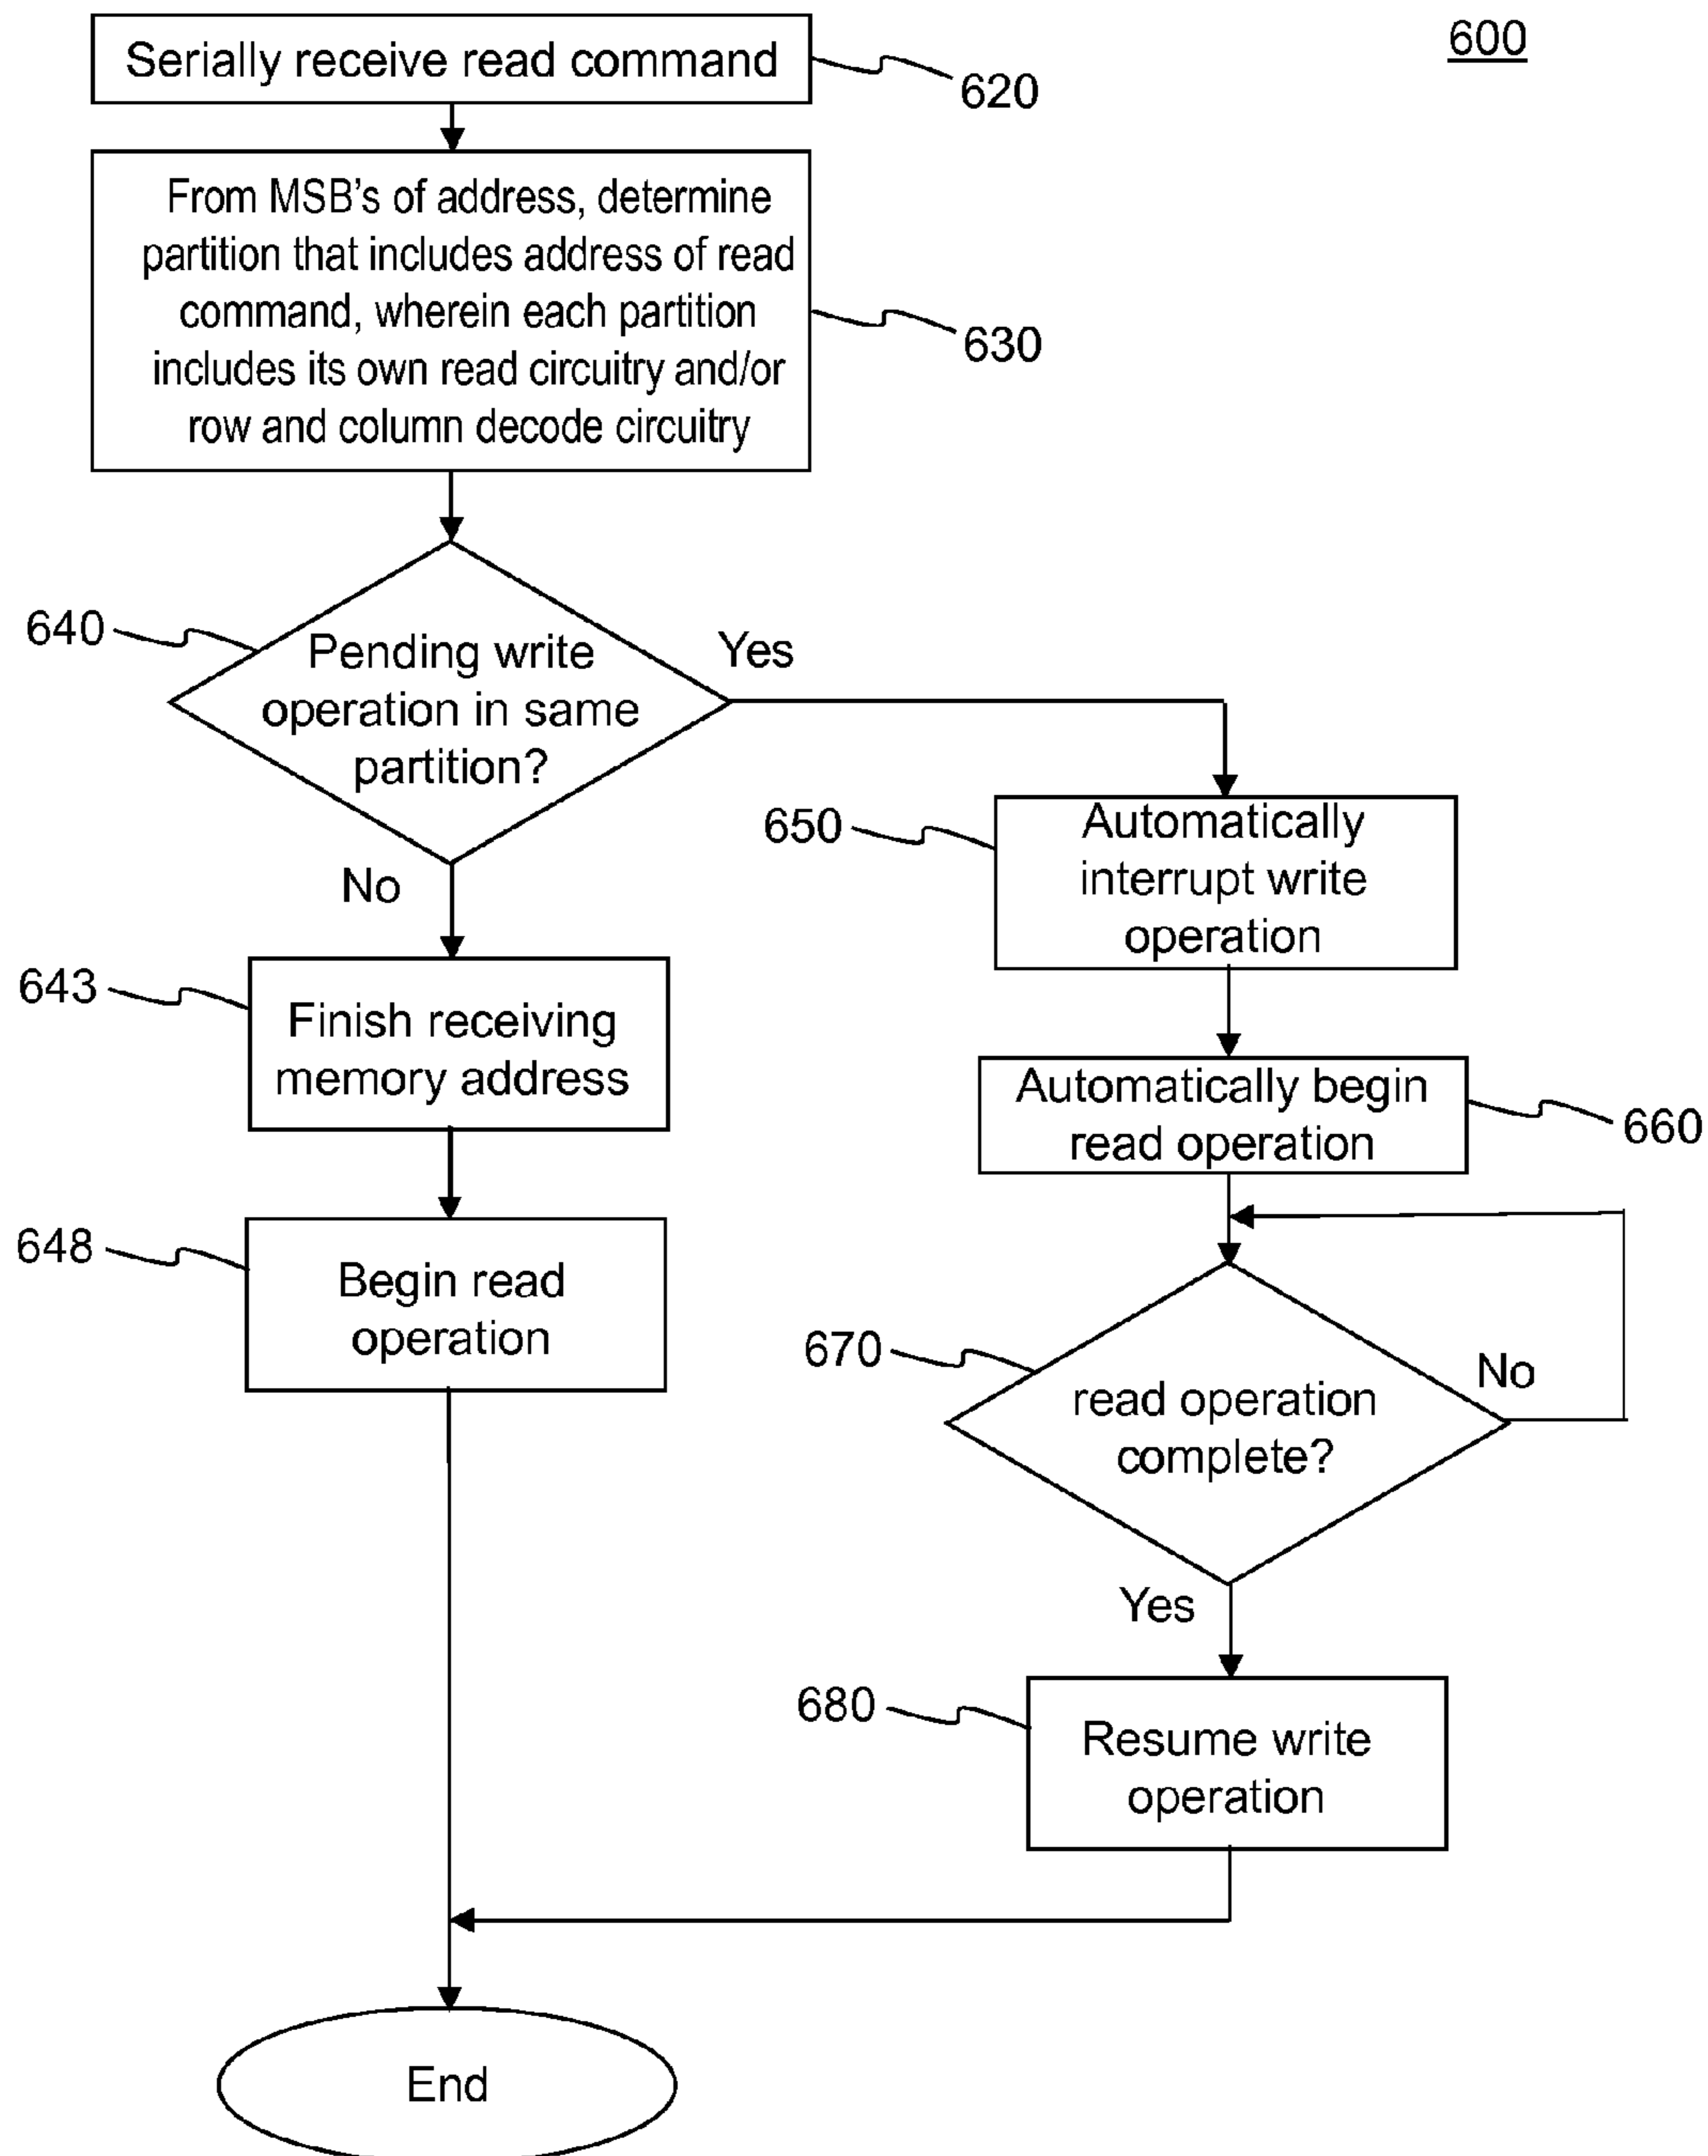 600
Serially receive read command
620
From MSB's of address, determine
partition that includes address of read
command, wherein each partition
includes its own read circuitry and/or
row and column decode circuitry
630
640
Pending write
operation in same
partition?
Yes
No
650
Automatically
interrupt write
operation
643
Finish receiving
memory address
Automatically begin
read operation
660
648
Begin read
operation
670
read operation
complete?
No
Yes
680
Resume write
operation
End